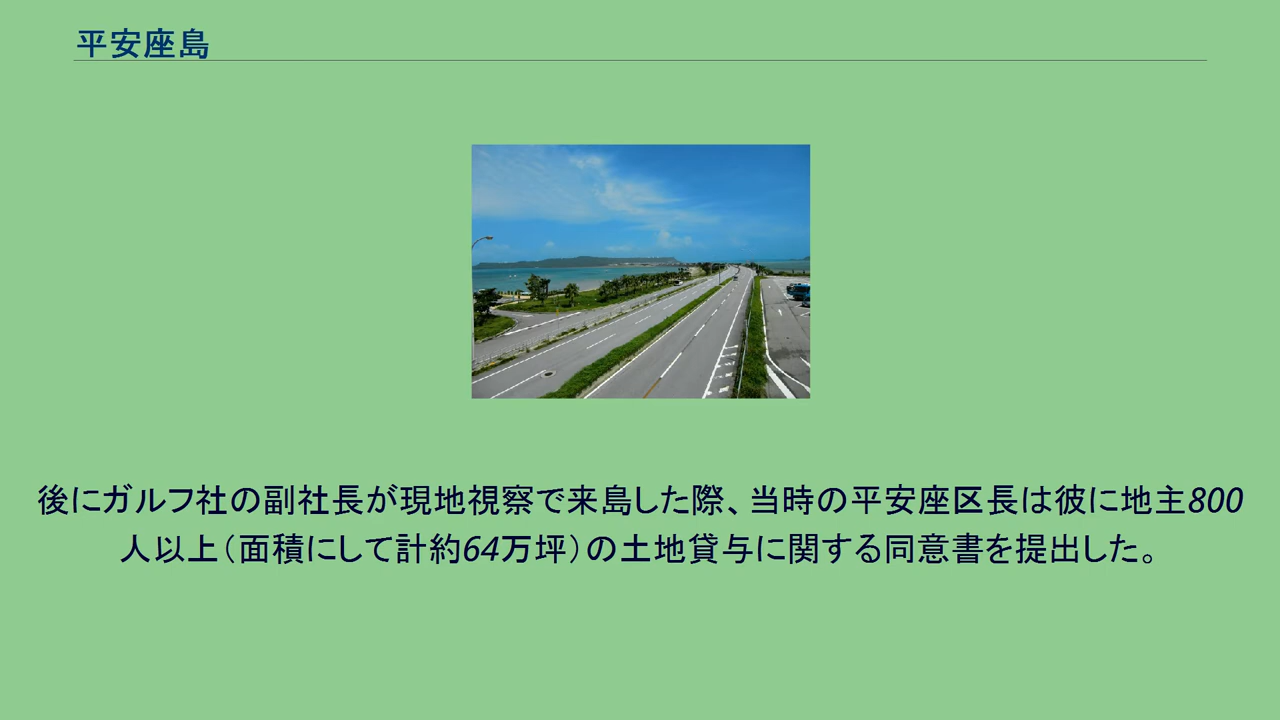 平安座島
後にガルフ社の副社長が現地視察で来島した際、当時の平安座区長は彼に地主800
人以上（面積にして計約64万坪）の土地貸与に関する同意書を提出した。